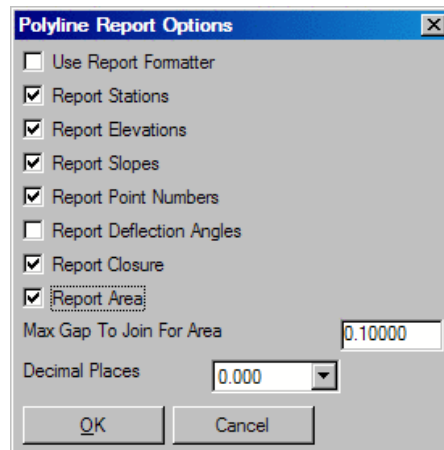 Polyline Report Options
Use Report Formatter
Report Stations
Report Elevations
Report Slopes
Report Point Numbers
Report Deflection Angles
Report Closure
Report Area
Max Gap To Join For Area 0.10000
Decimal Places 0.000
OK Cancel